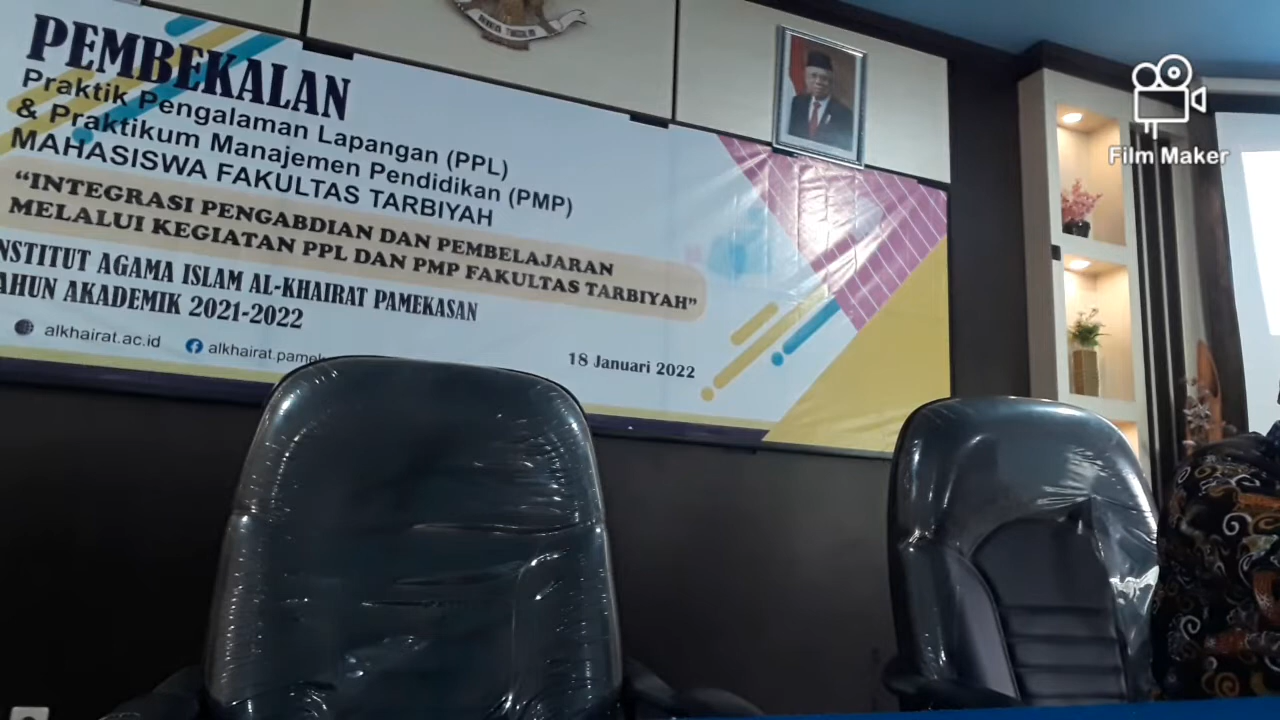 PEMBEKALAN
Praktik Pengalaman Lapangan (PPL)
& Praktikum Manajemen Pendidikan (PMP)
MAHASISWA FAKULTAS TARBIYAH
“INTEGRASI PENGABDIAN DAN PEMBELAJARAN
MELALUI KEGIATAN PPL DAN PMP FAKULTAS TARBIYAH”
NSTITUT AGAMA ISLAM AL-KHAIRAT PAMEKASAN
AHUN AKADEMIK 2021-2022
alkhairat.ac.id alkhairat.pamek
18 Januari 2022
Film Maker